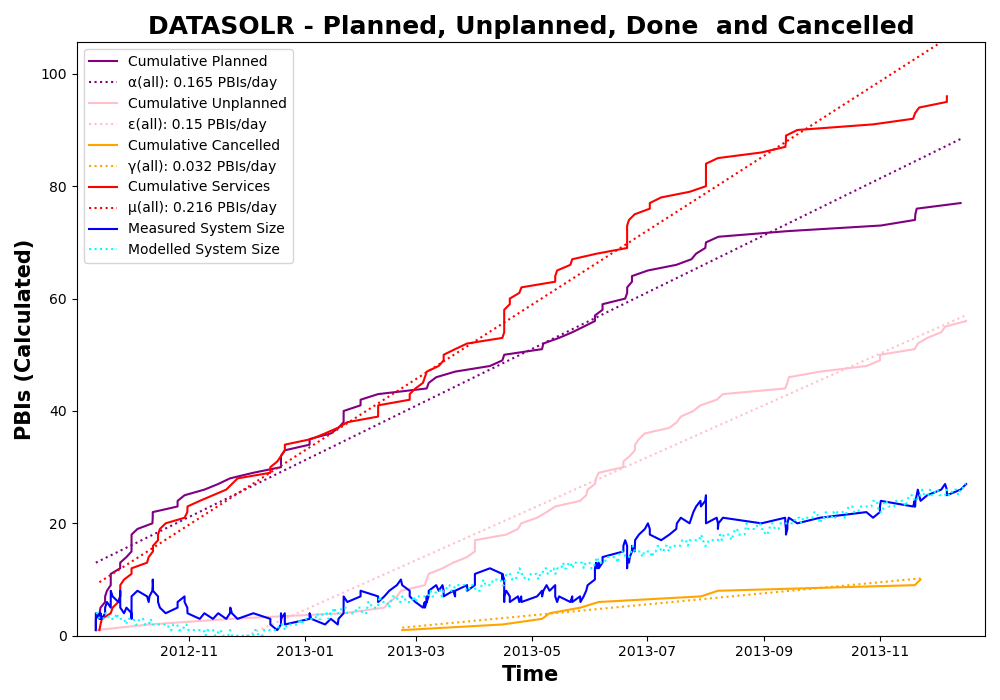 DATASOLR - Planned, Unplanned, Done  and Cancelled
Cumulative Planned
α(all): 0.165 PBIs/day
Cumulative Unplanned
ε(all): 0.15 PBIs/day
Cumulative Cancelled
γ(all): 0.032 PBIs/day
Cumulative Services
μ(all): 0.216 PBIs/day
Measured System Size
Modelled System Size
PBIs (Calculated)
100
80
60
40
20
0
2012-11
2013-01
2013-03
2013-05
2013-07
2013-09
2013-11
Time